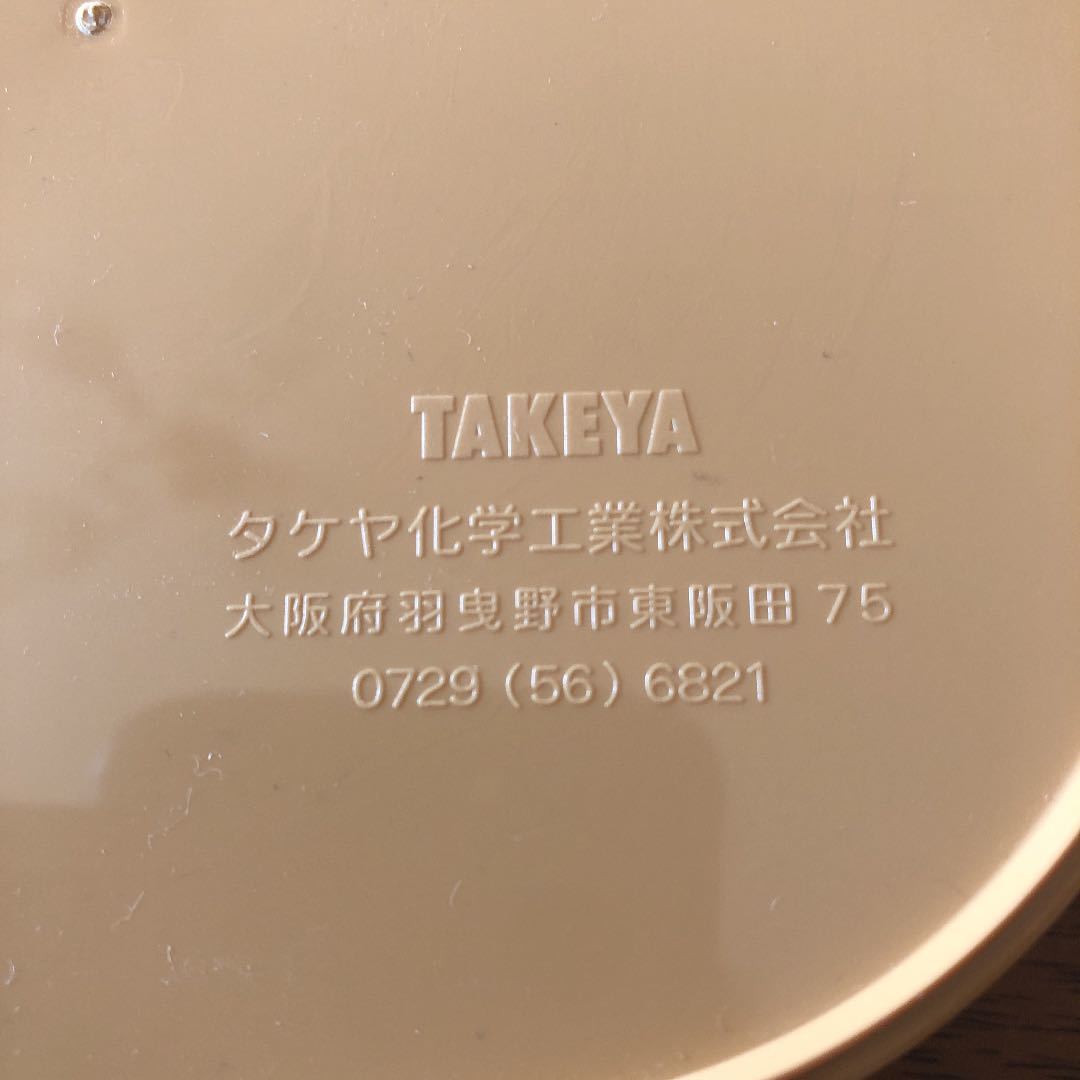 TAKEYA
タケヤ化学工業株式会社
大阪府羽曳野市東阪田 75
0729 (56) 6821